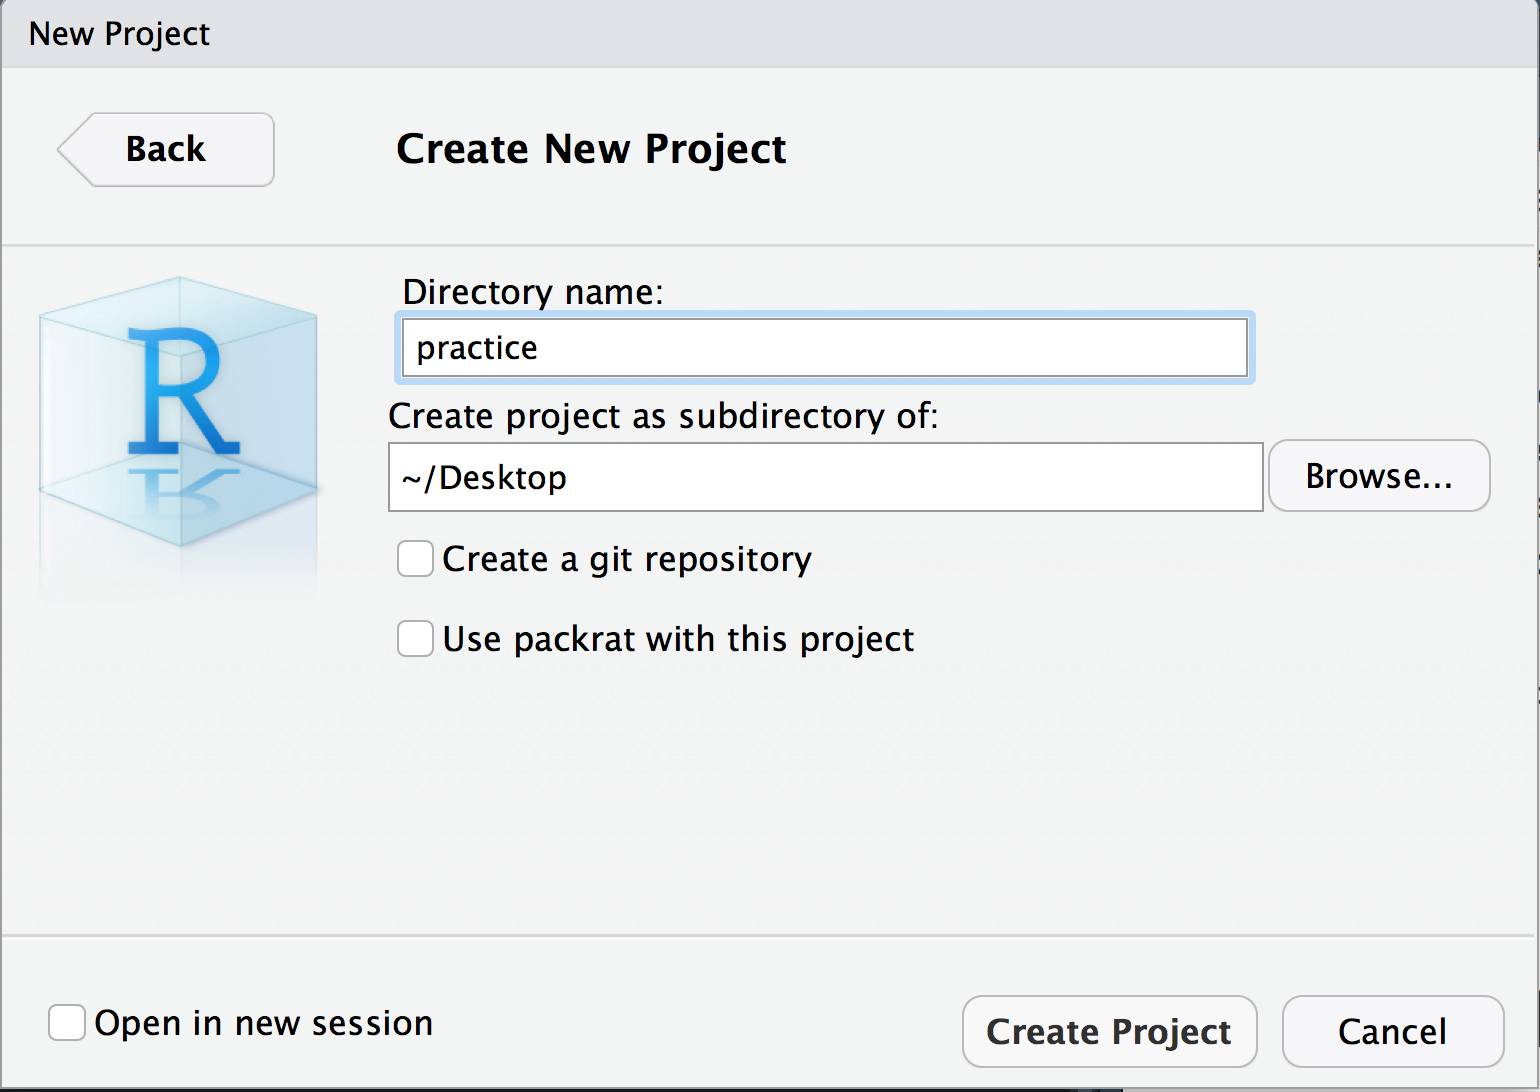 New Project
Back
Create New Project
Directory name:
practice
Create project as subdirectory of:
~/Desktop
Browse...
R
Create a git repository
Use packrat with this project
Open in new session
Create Project
Cancel